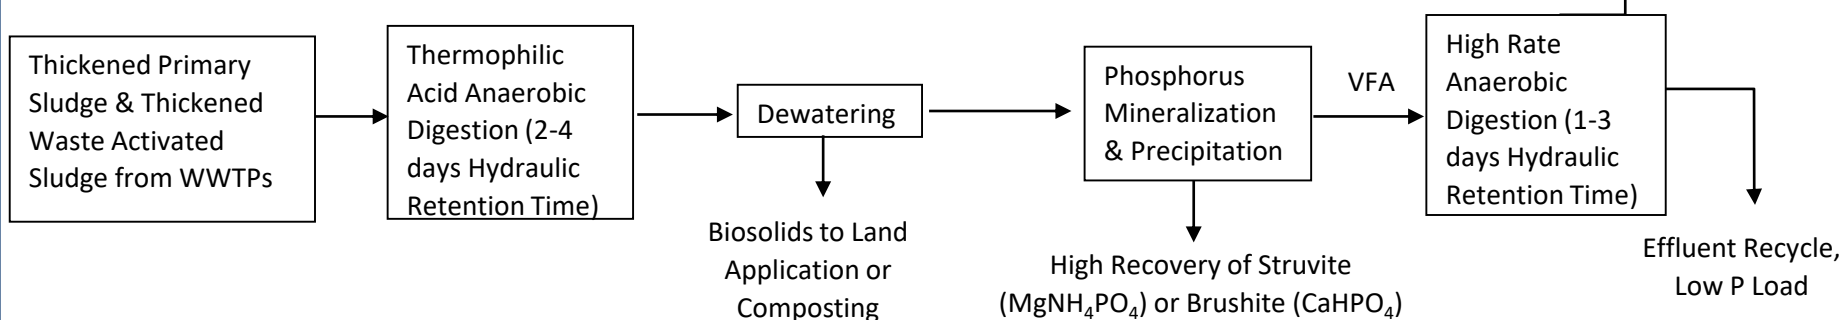 Thickened Primary
Sludge & Thickened
Waste Activated
Sludge from WWTPs
Thermophilic
Acid Anaerobic
Digestion (2-4
days Hydraulic
Retention Time)
Dewatering
Biosolids to Land
Application or
Composting
Phosphorus
Mineralization
& Precipitation
High Recovery of Struvite
(MgNH₄PO₄) or Brushite (CaHPO₄)
VFA
High Rate
Anaerobic
Digestion (1-3
days Hydraulic
Retention Time)
Effluent Recycle,
Low P Load